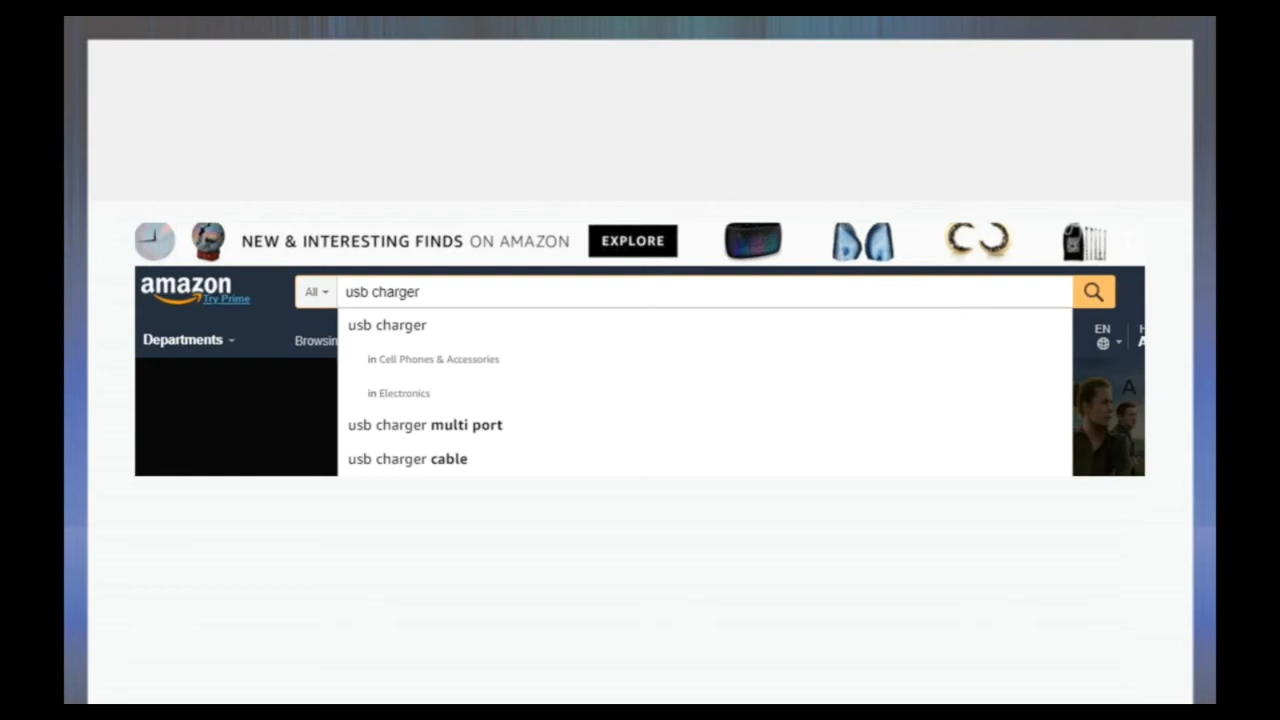 NEW & INTERESTING FINDS ON AMAZON EXPLORE
amazon
Try Prime
All usb charger
usb charger
Departments Browsin EN
in Cell Phones & Accessories
in Electronics
usb charger multi port
usb charger cable
A